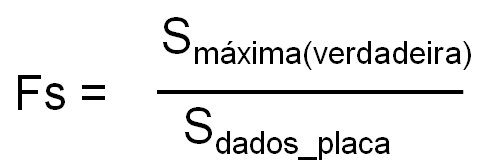 Smáxima(verdadeira)
Fs =
Sdados_placa